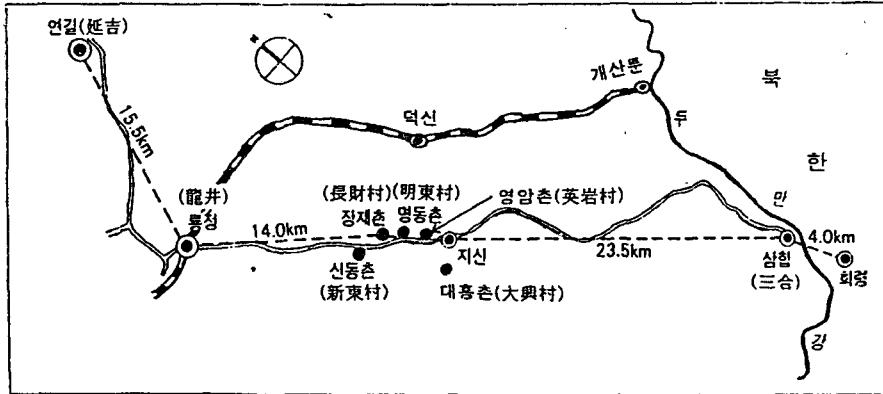 연길(延吉)
북
개산툰
두
덕신
한
15.5km
(龍井)
(長財村)(明東村)
영암촌(英岩村)
만
14.0km
장재촌
명동촌
4.0km
지신
23.5km
신동촌
삼합
회령
(新東村)
대흥촌(大興村)
(三合)
강